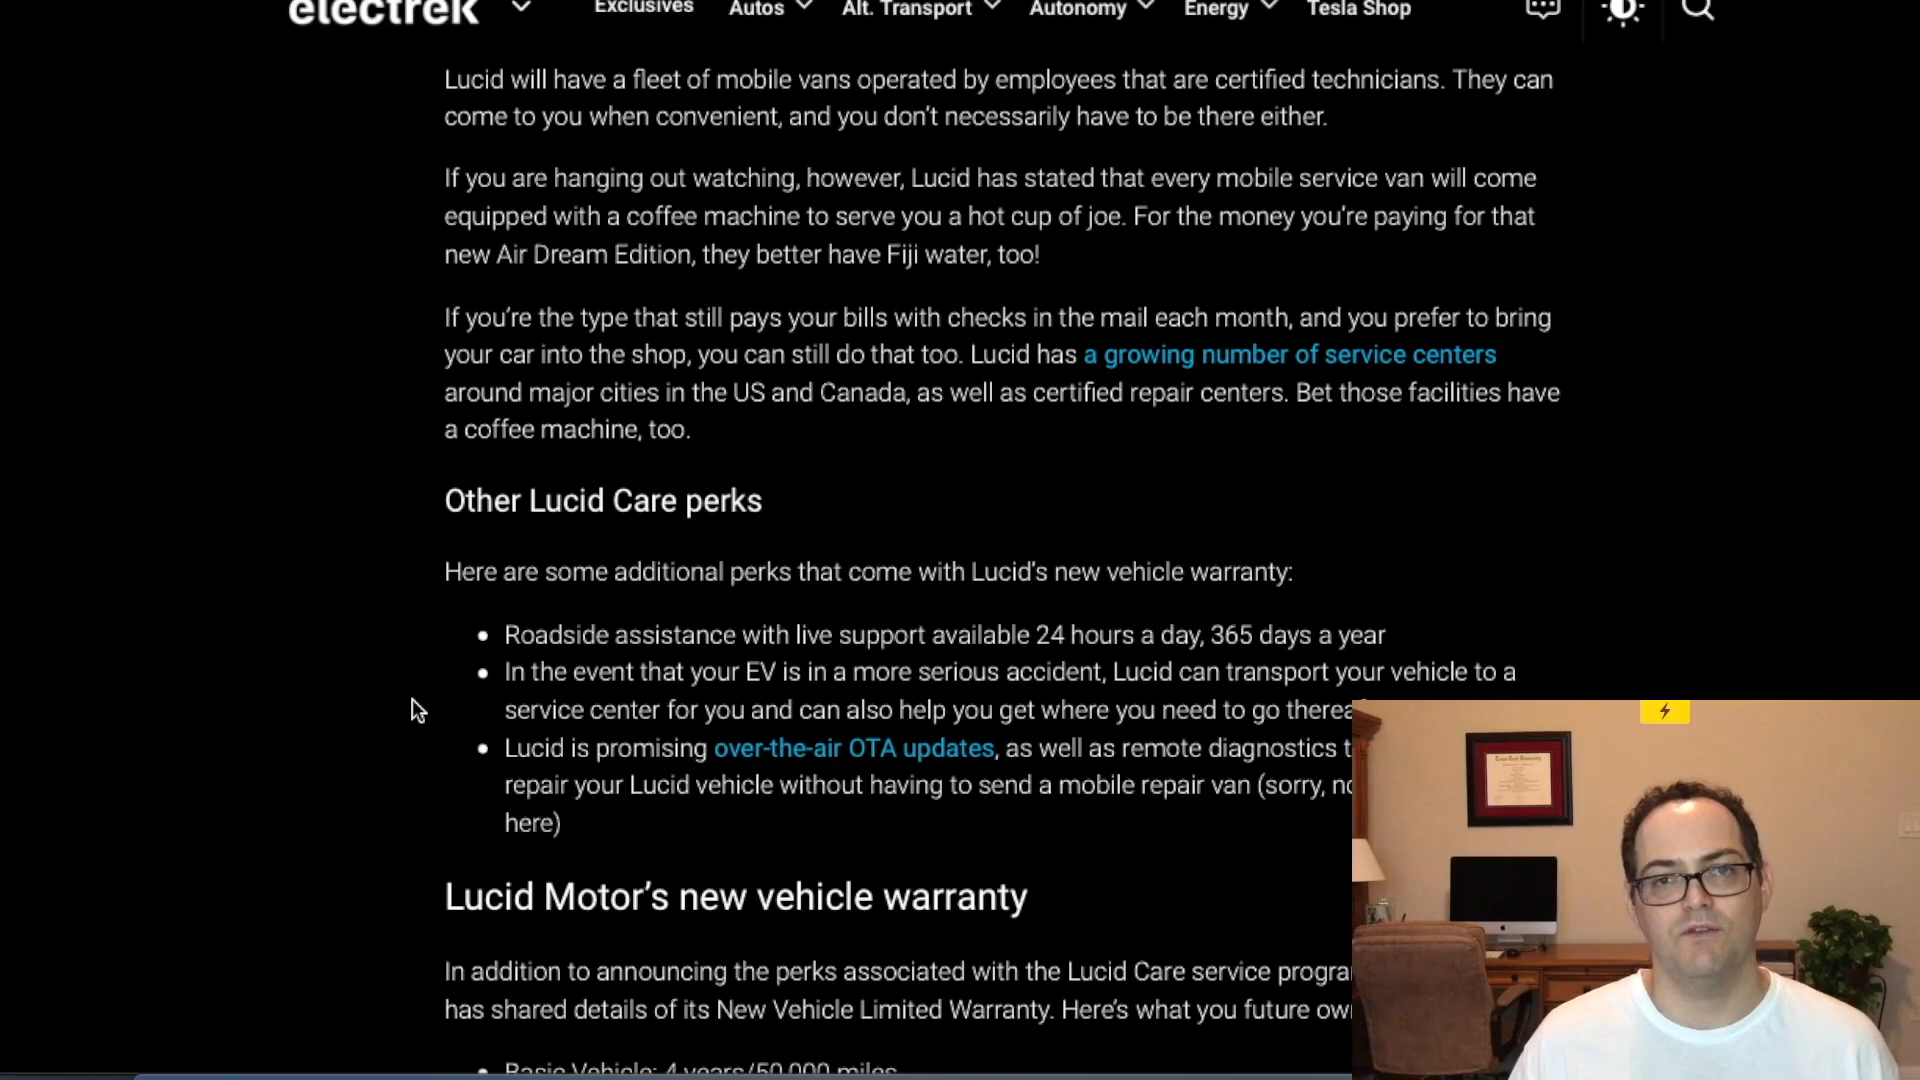 electrek Exclusives Autos Alt. Transport Autonomy Energy Tesla Shop
Lucid will have a fleet of mobile vans operated by employees that are certified technicians. They can
come to you when convenient, and you don't necessarily have to be there either.
If you are hanging out watching, however, Lucid has stated that every mobile service van will come
equipped with a coffee machine to serve you a hot cup of joe. For the money you're paying for that
new Air Dream Edition, they better have Fiji water, too!
If you're the type that still pays your bills with checks in the mail each month, and you prefer to bring
your car into the shop, you can still do that too. Lucid has a growing number of service centers
around major cities in the US and Canada, as well as certified repair centers. Bet those facilities have
a coffee machine, too.
Other Lucid Care perks
Here are some additional perks that come with Lucid's new vehicle warranty:
• Roadside assistance with live support available 24 hours a day, 365 days a year
• In the event that your EV is in a more serious accident, Lucid can transport your vehicle to a
service center for you and can also help you get where you need to go
• Lucid is promising over-the-air OTA updates, as well as remote diagnostics
repair your Lucid vehicle without having to send a mobile repair van (sorry,
here)
Lucid Motor's new vehicle warranty
In addition to announcing the perks associated with the Lucid Care service
has shared details of its New Vehicle Limited Warranty. Here's what you future
• Basic Vehicle: 4 years/50,000 miles